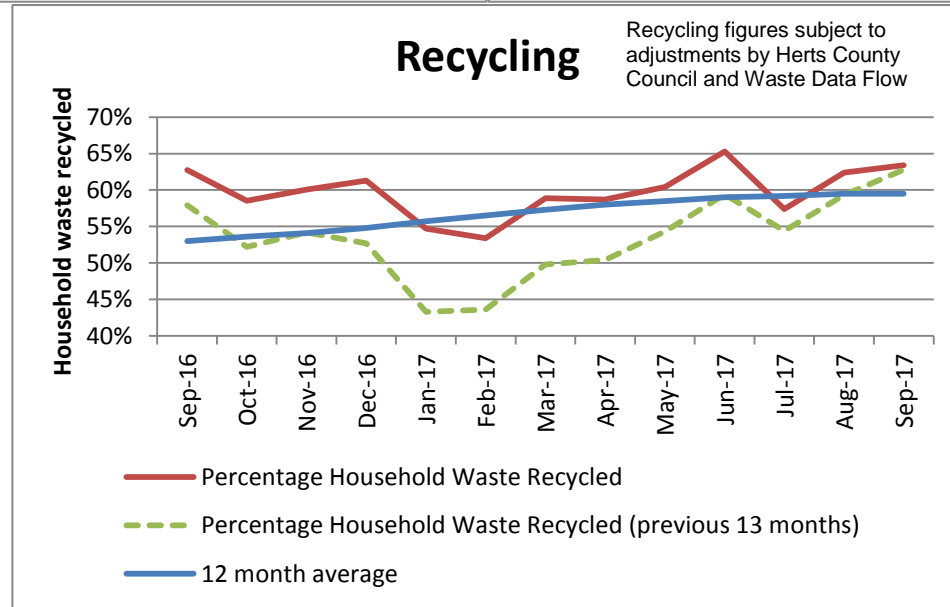 Recycling
Recycling figures subject to
adjustments by Herts County
Council and Waste Data Flow
Household waste recycled
70%
65%
60%
55%
50%
45%
40%
Sep-16
Oct-16
Nov-16
Dec-16
Jan-17
Feb-17
Mar-17
Apr-17
May-17
Jun-17
Jul-17
Aug-17
Sep-17
Percentage Household Waste Recycled
Percentage Household Waste Recycled (previous 13 months)
12 month average